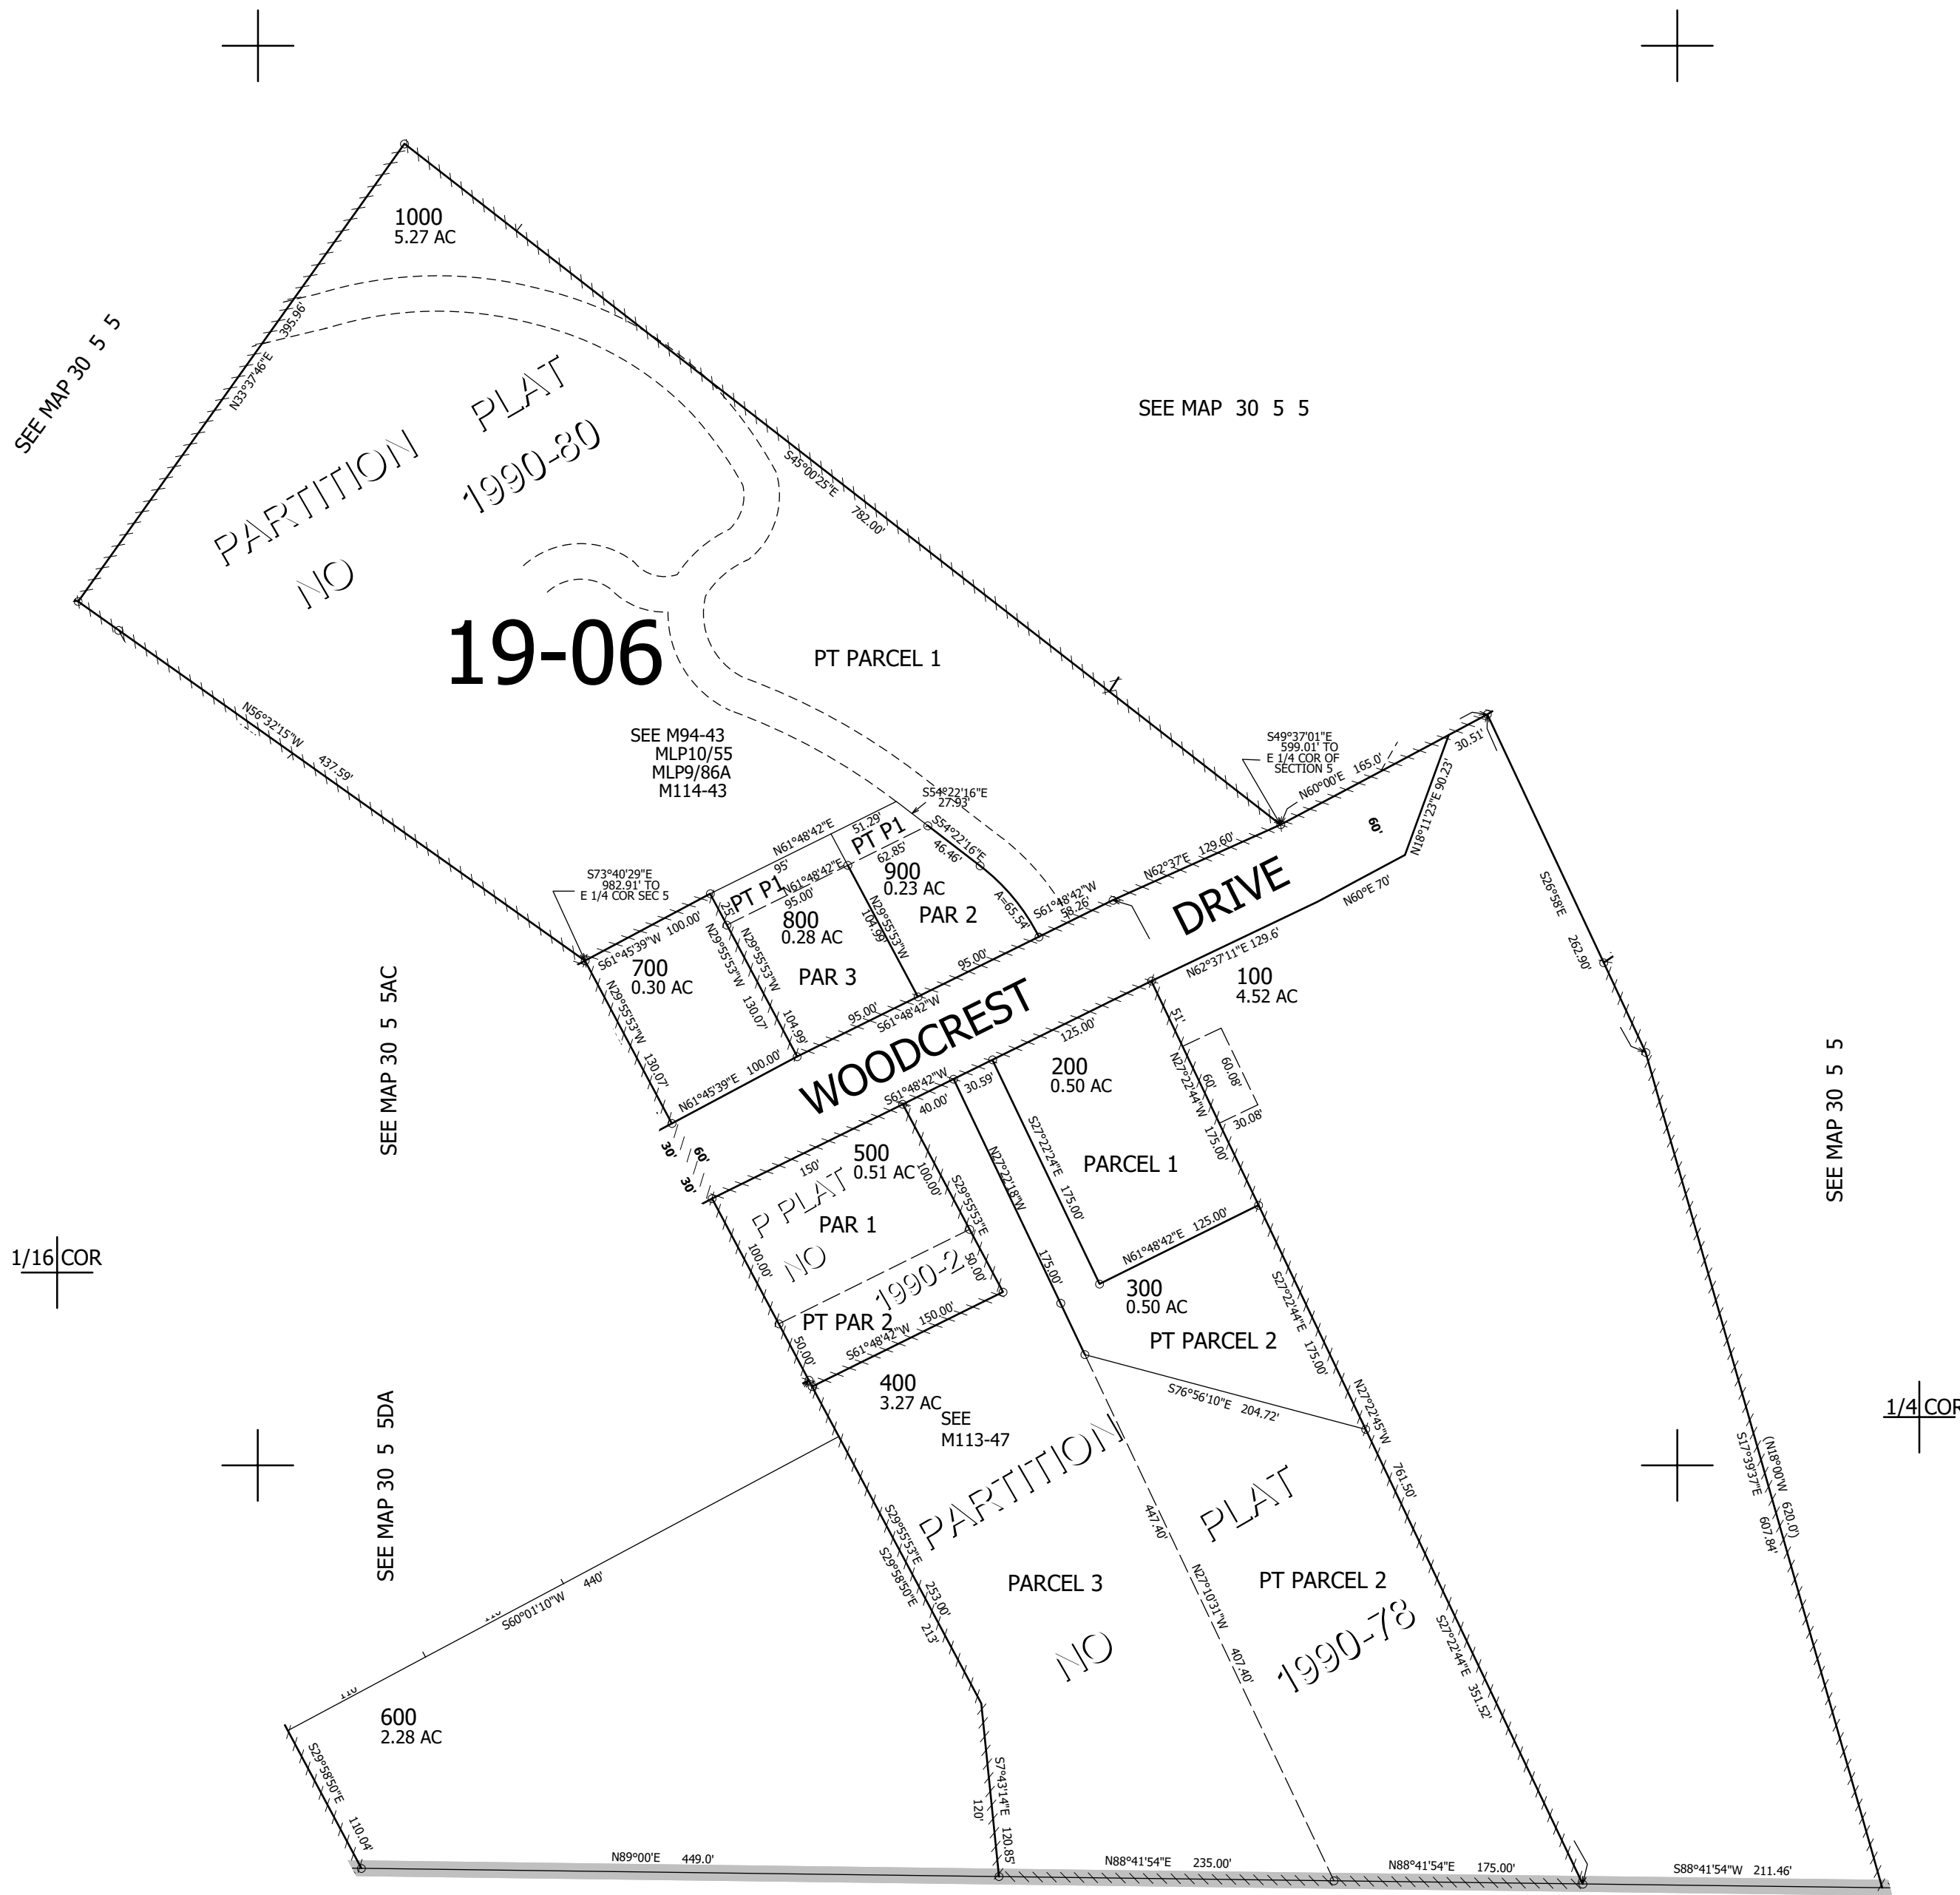 1000
5.27 AC
395.96'
N33°37'46"E
SEE MAP 30 5 5
PARTITION PLAT
NO 1990-80
S45°00'25"E 782.00'
SEE MAP 30 5 5
19-06
PT PARCEL 1
N56°32'15"W 437.59'
SEE M94-43
MLP10/55
MLP9/86A
M114-43
S49°37'01"E
599.01' TO
E 1/4 COR OF
SECTION 5
N60°00'E 165.0'
30.51'
N18°11'23"E 90.23'
60'
S54°22'16"E
27.93'
S54°22'16"E
46.46'
A=65.54'
N61°48'42"E
51.29'
95'
PT P1
N61°48'42"E
62.85'
95.00'
PT P1
25'
S73°40'29"E
982.91' TO
E 1/4 COR SEC 5
S61°45'39"W 100.00'
700
0.30 AC
N29°55'53"W 130.07'
N29°55'53"W 130.07'
N29°55'53"W 104.99'
800
0.28 AC
PAR 3
N29°55'53"W
104.99'
900
0.23 AC
PAR 2
S61°48'42"W
58.26'
N62°37'E 129.60'
95.00'
95.00'
S61°48'42"W
N61°45'39"E 100.00'
WOODCREST DRIVE
N60°E 70'
N62°37'11"E 129.6'
S26°58'E 262.90'
100
4.52 AC
SEE MAP 30 5 5AC
30'
60'
30'
S61°48'42"W
40.00'
30.59'
125.00'
200
0.50 AC
PARCEL 1
51'
60'
60.08'
30.08'
N27°22'44"W 175.00'
S27°22'24"E 175.00'
N61°48'42"E 125.00'
N27°22'18"W 175.00'
150'
500
0.51 AC
P PLAT
NO 1990-2
PAR 1
100.00'
100.00'
S29°55'53"E
50.00'
PT PAR 2
50.00'
S61°48'42"W 150.00'
300
0.50 AC
PT PARCEL 2
S27°22'44"E 175.00'
S76°56'10"E 204.72'
N27°22'45"W 761.50'
400
3.27 AC
SEE
M113-47
PARTITION PLAT
NO 1990-78
PARCEL 3
PT PARCEL 2
447.40'
N27°10'31"W 407.40'
S27°22'44"E 351.52'
S29°55'53"E 253.00'
S29°58'50"E 213'
S7°43'14"E 120.85'
120'
SEE MAP 30 5 5
1/16 COR
1/4 COR
S17°39'37"E 607.84'
(N18°00'W 620.0')
SEE MAP 30 5 5DA
440'
S60°01'10"W
600
2.28 AC
S29°58'50"E 110.04'
N89°00'E 449.0'
N88°41'54"E 235.00'
N88°41'54"E 175.00'
S88°41'54"W 211.46'